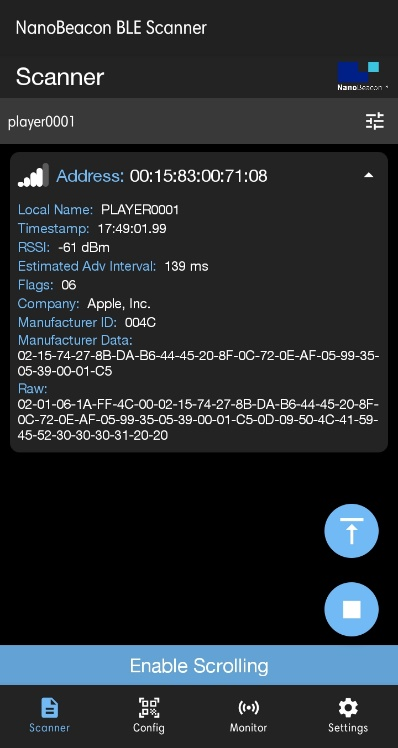 NanoBeacon BLE Scanner
Scanner
NanoBeacon
player0001
Address: 00:15:83:00:71:08
Local Name: PLAYER0001
Timestamp: 17:49:01.99
RSSI: -61 dBm
Estimated Adv Interval: 139 ms
Flags: 06
Company: Apple, Inc.
Manufacturer ID: 004C
Manufacturer Data:
02-15-74-27-8B-DA-B6-44-45-20-8F-0C-72-0E-AF-05-99-35-
05-39-00-01-C5
Raw:
02-01-06-1A-FF-4C-00-02-15-74-27-8B-DA-B6-44-45-20-8F-
0C-72-0E-AF-05-99-35-05-39-00-01-C5-0D-09-50-4C-41-59-
45-52-30-30-30-31-20-20
Enable Scrolling
Scanner
Config
Monitor
Settings